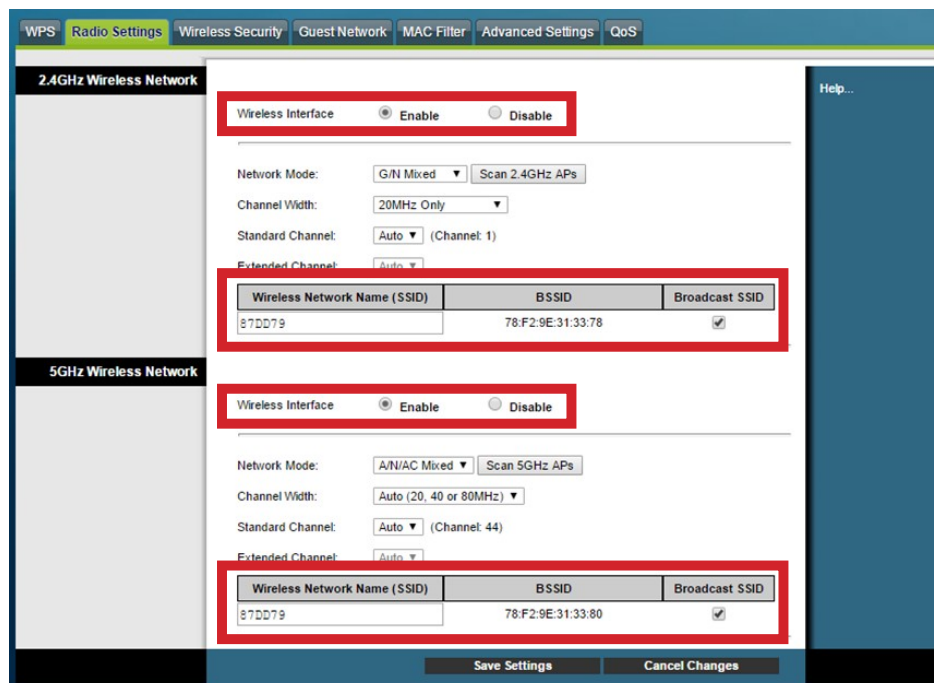 WPS Radio Settings Wireless Security Guest Network MAC Filter Advanced Settings QoS
2.4GHz Wireless Network
Help...
Wireless Interface Enable Disable
Network Mode: G/N Mixed Scan 2.4GHz APs
Channel Width: 20MHz Only
Standard Channel: Auto (Channel: 1)
Extended Channel: Auto
Wireless Network Name (SSID) BSSID Broadcast SSID
87DD79 78:F2:9E:31:33:78
5GHz Wireless Network
Wireless Interface Enable Disable
Network Mode: A/N/AC Mixed Scan 5GHz APs
Channel Width: Auto (20, 40 or 80MHz)
Standard Channel: Auto (Channel: 44)
Extended Channel: Auto
Wireless Network Name (SSID) BSSID Broadcast SSID
87DD79 78:F2:9E:31:33:80
Save Settings Cancel Changes